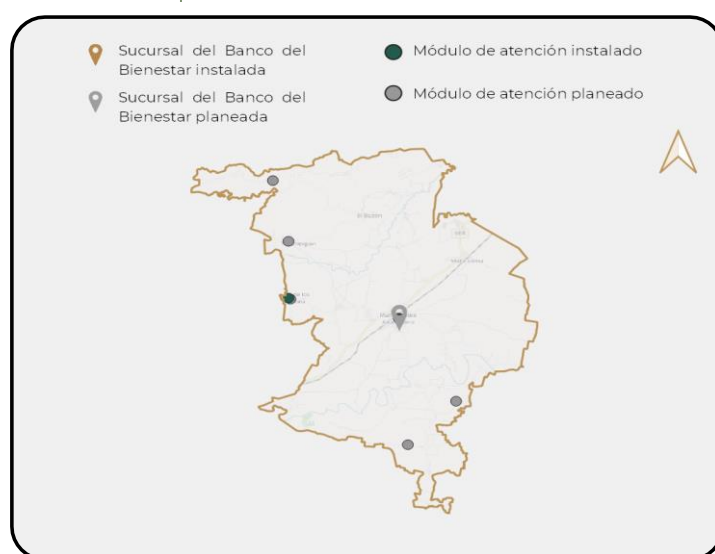 Sucursal del Banco del
Bienestar instalada
Sucursal del Banco del
Bienestar planeada
Módulo de atención instalado
Módulo de atención planeado